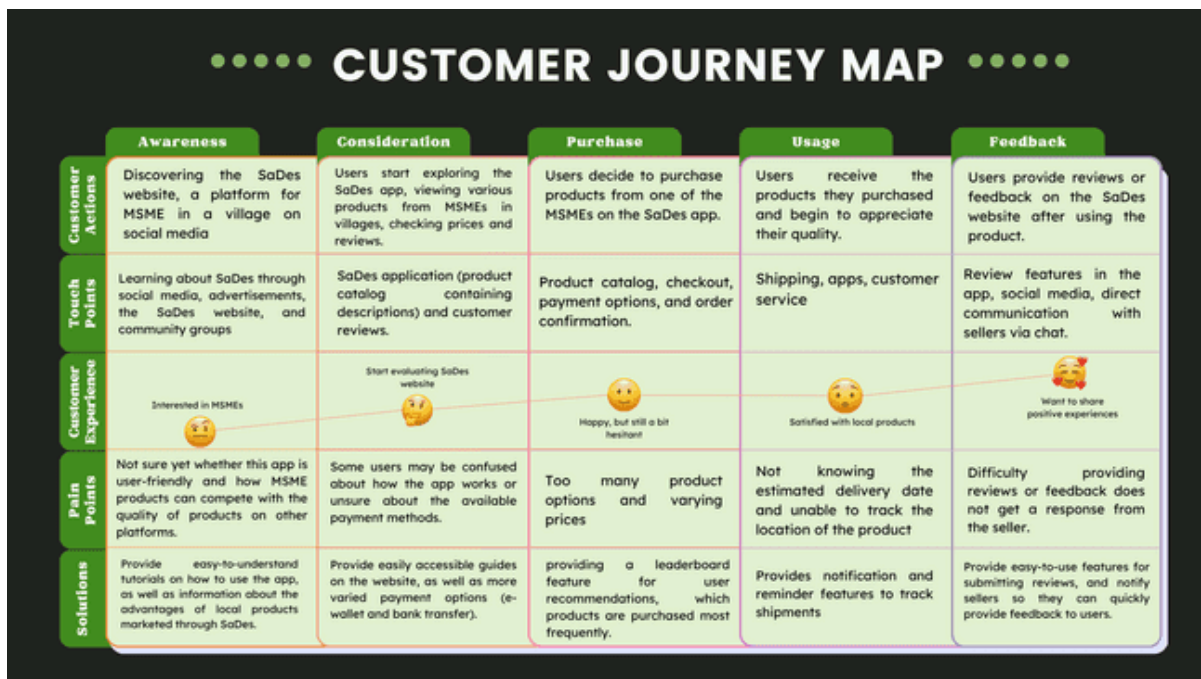 CUSTOMER JOURNEY MAP
Awareness
Consideration
Purchase
Usage
Feedback
Customer
Actions
Discovering the SaDes
website, a platform for
MSME in a village on
social media
Users start exploring the
SaDes app, viewing various
products from MSMEs in
villages, checking prices and
reviews.
Users decide to purchase
products from one of the
MSMEs on the SaDes app.
Users receive the
products they purchased
and begin to appreciate
their quality.
Users provide reviews or
feedback on the SaDes
website after using the
product.
Touch
Points
Learning about SaDes through
social media, advertisements,
the SaDes website, and
community groups
SaDes application (product
catalog containing
descriptions) and customer
reviews.
Product catalog, checkout,
payment options, and order
confirmation.
Shipping, apps, customer
service
Review features in the
app, social media, direct
communication with
sellers via chat.
Customer
Experience
Interested in MSMEs
Start evaluating SaDes
website
Happy, but still a bit
hesitant
Satisfied with local products
Want to share
positive experiences
Pain
Points
Not sure yet whether this app is
user-friendly and how MSME
products can compete with the
quality of products on other
platforms.
Some users may be confused
about how the app works or
unsure about the available
payment methods.
Too many product
options and varying
prices
Not knowing the
estimated delivery date
and unable to track the
location of the product
Difficulty providing
reviews or feedback does
not get a response from
the seller.
Solutions
Provide easy-to-understand
tutorials on how to use the app,
as well as information about the
advantages of local products
marketed through SaDes.
Provide easily accessible guides
on the website, as well as more
varied payment options (e-
wallet and bank transfer).
providing a leaderboard
feature for user
recommendations, which
products are purchased most
frequently.
Provides notification and
reminder features to track
shipments
Provide easy-to-use features for
submitting reviews, and notify
sellers so they can quickly
provide feedback to users.